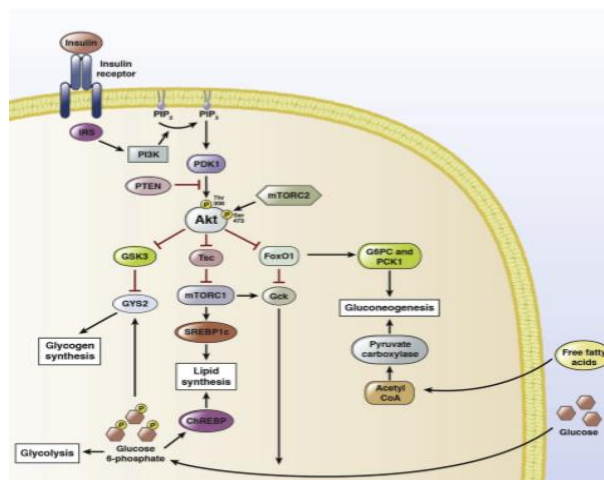 Insulin
Insulin
receptor
PIP2
PIP3
IRS
PI3K
PDK1
PTEN
mTORC2
P
Thr
308
Akt
P
Ser
473
GSK3
Tsc
FoxO1
G6PC and
PCK1
GYS2
mTORC1
Gck
Gluconeogenesis
SREBP1c
Glycogen
synthesis
Pyruvate
carboxylase
Free fatty
acids
Lipid
synthesis
Acetyl
CoA
P
P
P
ChREBP
Glucose
Glycolysis
Glucose
6-phosphate